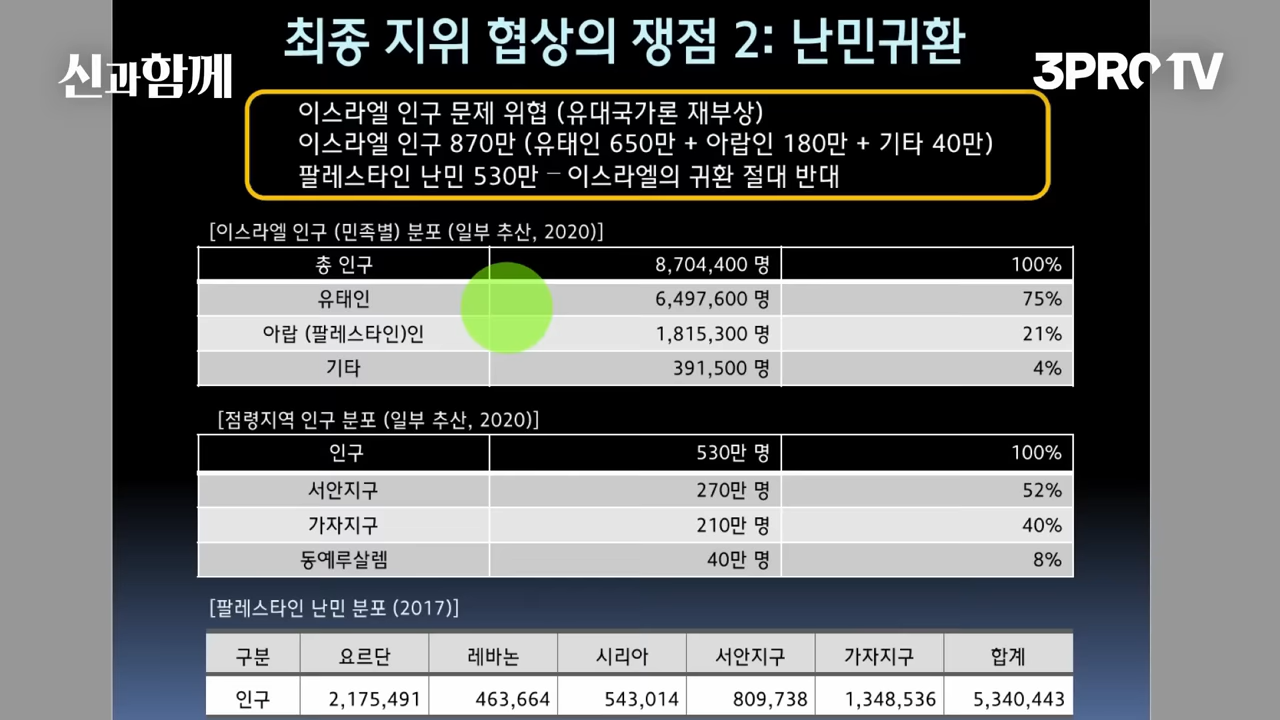 최종 지위 협상의 쟁점 2: 난민귀환
신과함께
3PROTV
이스라엘 인구 문제 위협 (유대국가론 재부상)
이스라엘 인구 870만 (유태인 650만 + 아랍인 180만 + 기타 40만)
팔레스타인 난민 530만 – 이스라엘의 귀환 절대 반대
[이스라엘 인구 (민족별) 분포 (일부 추산, 2020)]
총 인구 8,704,400 명 100%
유태인 6,497,600 명 75%
아랍 (팔레스타인)인 1,815,300 명 21%
기타 391,500 명 4%
[점령지역 인구 분포 (일부 추산, 2020)]
인구 530만 명 100%
서안지구 270만 명 52%
가자지구 210만 명 40%
동예루살렘 40만 명 8%
[팔레스타인 난민 분포 (2017)]
구분 요르단 레바논 시리아 서안지구 가자지구 합계
인구 2,175,491 463,664 543,014 809,738 1,348,536 5,340,443